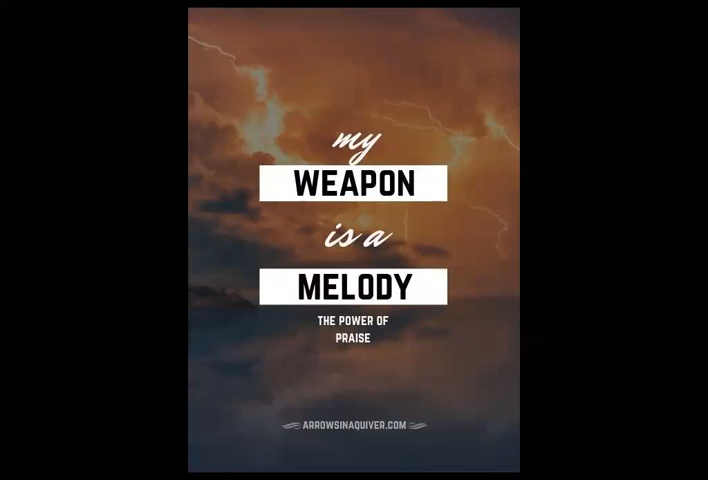 my
WEAPON
is a
MELODY
THE POWER OF
PRAISE
ARROWSINAQUIVER.COM